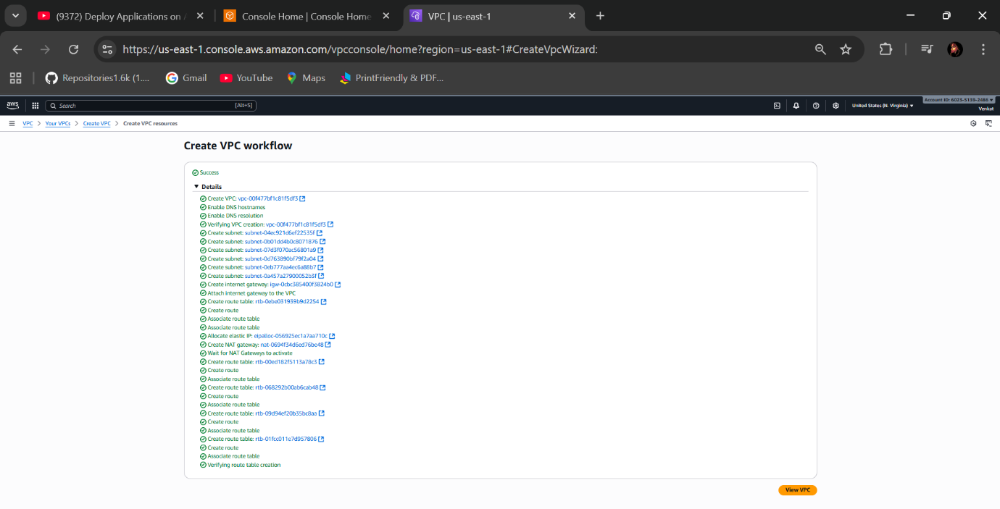 (9372) Deploy Applications on
Console Home | Console Home
VPC | us-east-1
https://us-east-1.console.aws.amazon.com/vpcconsole/home?region=us-east-1#CreateVpcWizard:
Repositories1.6k (1....
Gmail
YouTube
Maps
PrintFriendly & PDF...
aws
Search
[Alt+S]
United States (N. Virginia)
Account ID: 6023-5139-2486
Venkat
VPC
Your VPCs
Create VPC
Create VPC resources
Create VPC workflow
Success
Details
Create VPC: vpc-00f477bf1c81f5df3
Enable DNS hostnames
Enable DNS resolution
Verifying VPC creation: vpc-00f477bf1c81f5df3
Create subnet: subnet-04ec921d6ef22535f
Create subnet: subnet-0b01dd4b0c8071876
Create subnet: subnet-07d3f070ac56801a9
Create subnet: subnet-0d763890bf79f2a04
Create subnet: subnet-0eb777aa4ec6a88b7
Create subnet: subnet-0a457a27900052b3f
Create internet gateway: igw-0cbc385400f3824b0
Attach internet gateway to the VPC
Create route table: rtb-0ebe031939b9d2254
Create route
Associate route table
Associate route table
Allocate elastic IP: eipalloc-056925ec1a7aa710c
Create NAT gateway: nat-0694f34d6ed76be48
Wait for NAT Gateways to activate
Create route table: rtb-00ed182f5113a78c3
Create route
Associate route table
Create route table: rtb-068292b00ab6cab48
Create route
Associate route table
Create route table: rtb-09d94ef20b35bc8aa
Create route
Associate route table
Create route table: rtb-01fcc011e7d957806
Create route
Associate route table
Verifying route table creation
View VPC